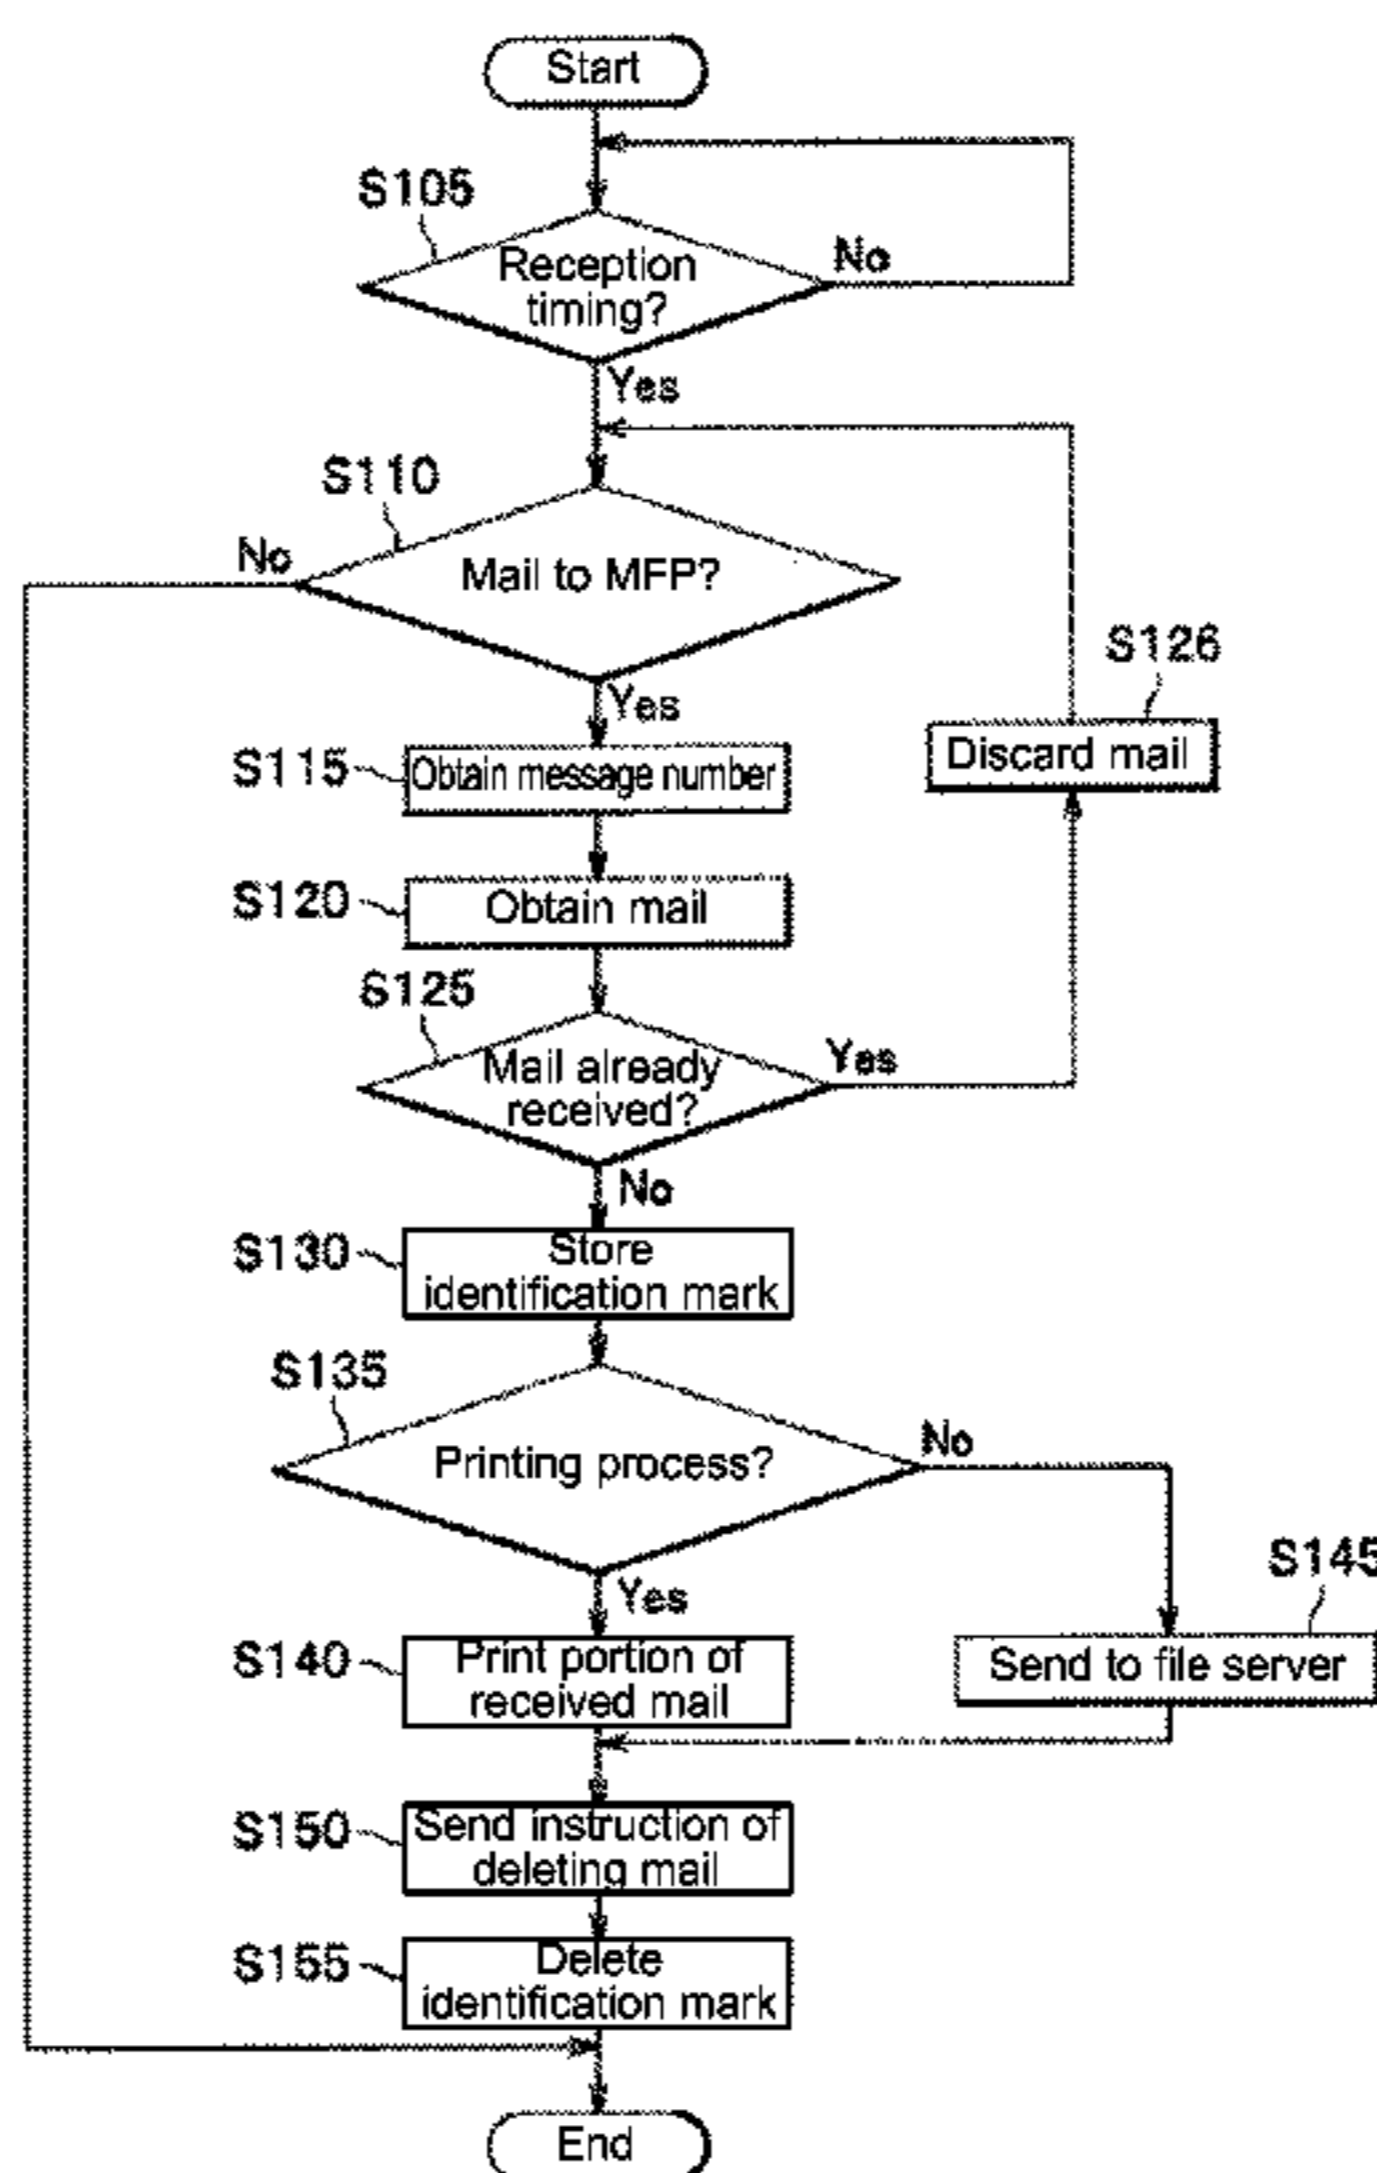 Start
S105
Reception
timing?
No
Yes
S110
No
Mail to MFP?
Yes
S126
Discard mail
S115
Obtain message number
S120
Obtain mail
S125
Mail already
received?
Yes
No
S130
Store
identification mark
S135
Printing process?
No
Yes
S145
Send to file server
S140
Print portion of
received mail
S150
Send instruction of
deleting mail
S155
Delete
identification mark
End